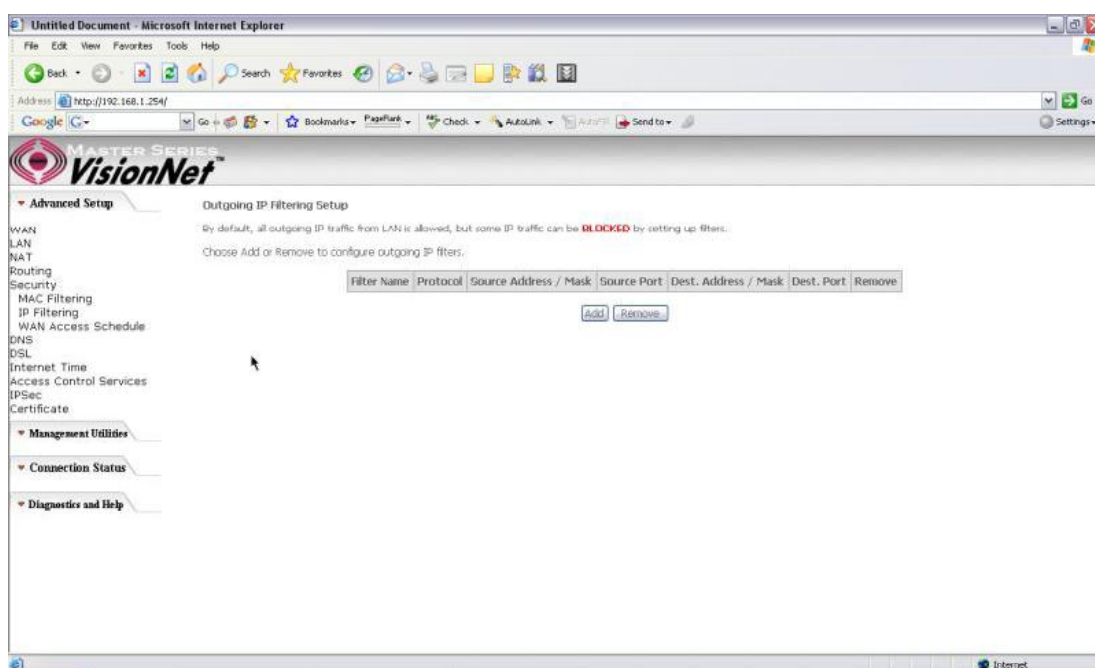 Untitled Document - Microsoft Internet Explorer
File Edit View Favorites Tools Help
Back Search Favorites
Address http://192.168.1.254/ Go
Google G Go Bookmarks PageRank Check AutoLink AutoFill Send to Settings
MASTER SERIES
VisionNet™
Advanced Setup
WAN
LAN
NAT
Routing
Security
MAC Filtering
IP Filtering
WAN Access Schedule
DNS
DSL
Internet Time
Access Control Services
IPSec
Certificate
Management Utilities
Connection Status
Diagnostics and Help
Outgoing IP Filtering Setup
By default, all outgoing IP traffic from LAN is allowed, but some IP traffic can be BLOCKED by setting up filters.
Choose Add or Remove to configure outgoing IP filters.
Filter Name Protocol Source Address / Mask Source Port Dest. Address / Mask Dest. Port Remove
Add Remove
Internet